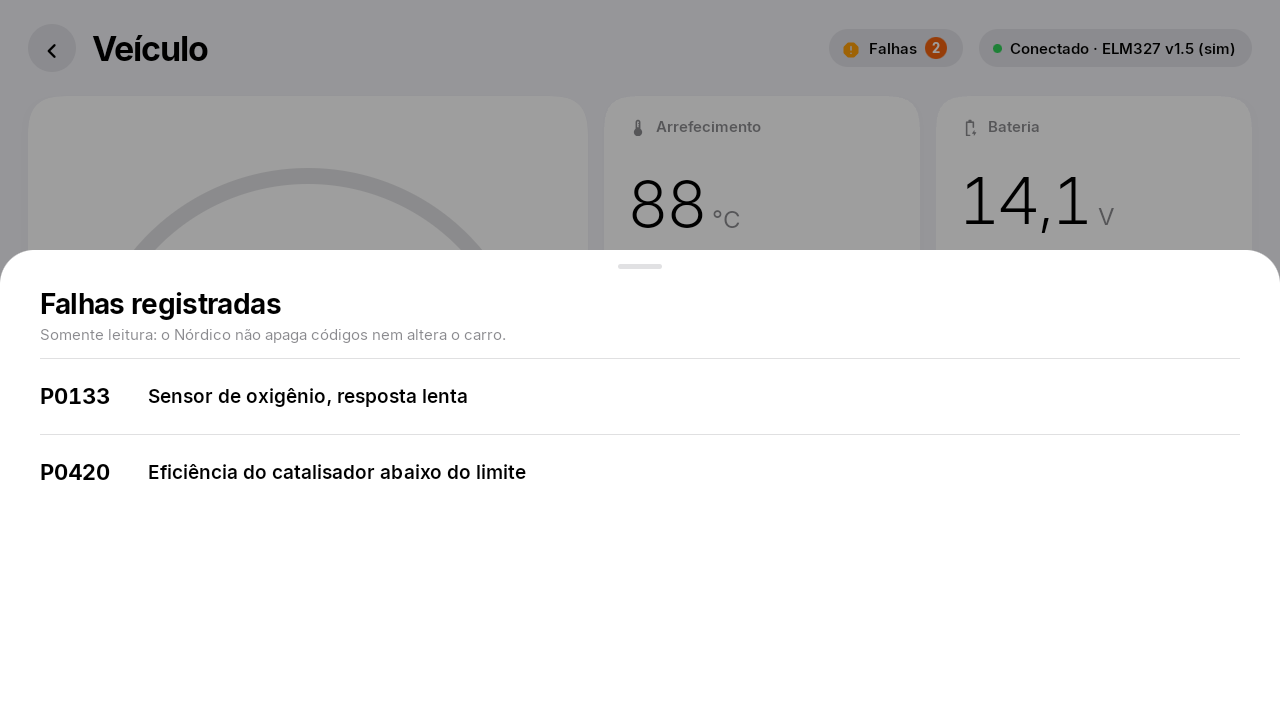 Veículo
Falhas 2
Conectado · ELM327 v1.5 (sim)
Arrefecimento
Bateria
88 °C
14,1 V
Falhas registradas
Somente leitura: o Nórdico não apaga códigos nem altera o carro.
P0133 Sensor de oxigênio, resposta lenta
P0420 Eficiência do catalisador abaixo do limite